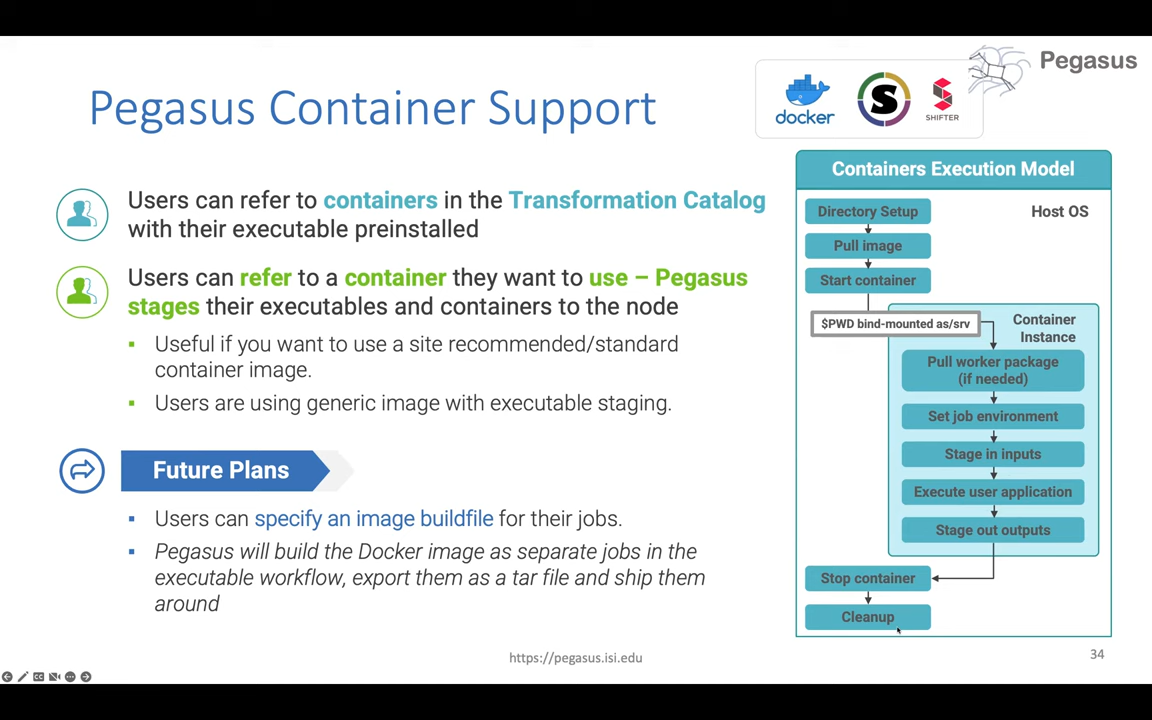 Pegasus
Pegasus Container Support
docker
S
SHIFTER
Users can refer to containers in the Transformation Catalog
with their executable preinstalled
Users can refer to a container they want to use – Pegasus
stages their executables and containers to the node
▪ Useful if you want to use a site recommended/standard
container image.
▪ Users are using generic image with executable staging.
Future Plans
▪ Users can specify an image buildfile for their jobs.
▪ Pegasus will build the Docker image as separate jobs in the
executable workflow, export them as a tar file and ship them
around
Containers Execution Model
Host OS
Directory Setup
Pull image
Start container
$PWD bind-mounted as/srv
Container
Instance
Pull worker package
(if needed)
Set job environment
Stage in inputs
Execute user application
Stage out outputs
Stop container
Cleanup
https://pegasus.isi.edu
34
CC